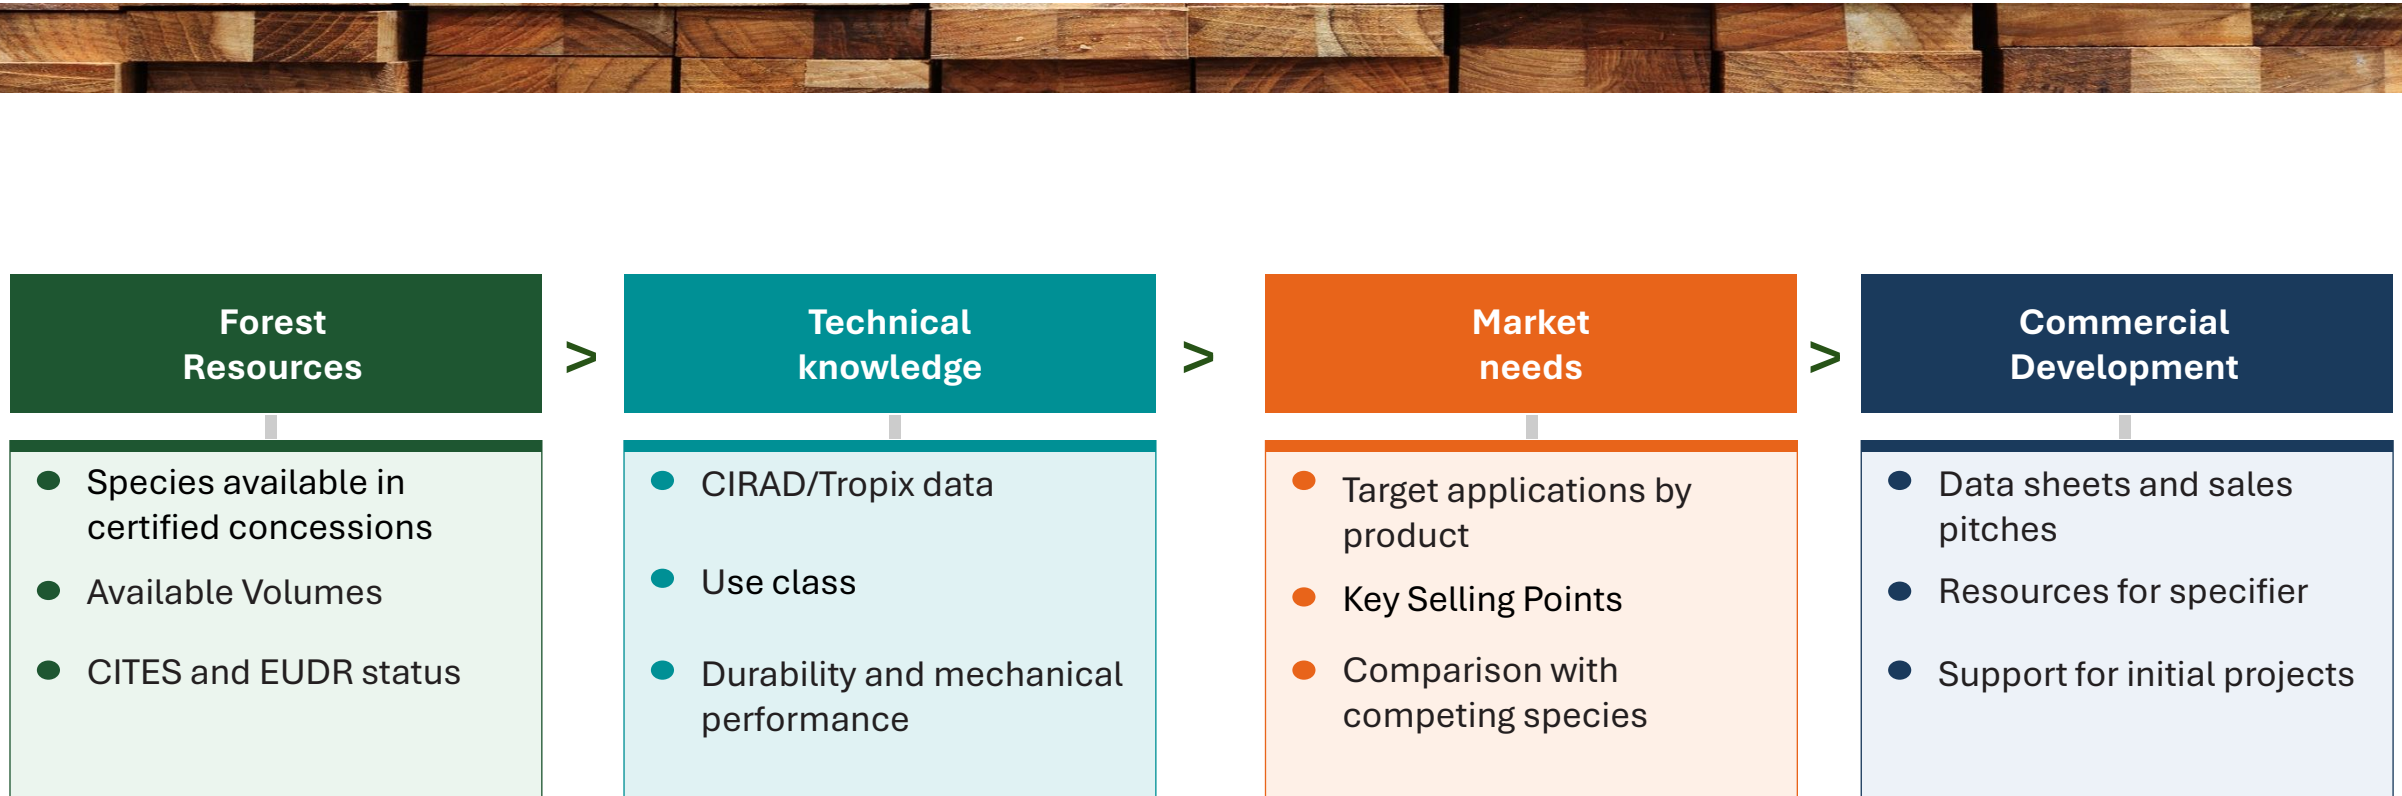 Forest
Resources
>
Technical
knowledge
>
Market
needs
>
Commercial
Development
Species available in
certified concessions
Available Volumes
CITES and EUDR status
CIRAD/Tropix data
Use class
Durability and mechanical
performance
Target applications by
product
Key Selling Points
Comparison with
competing species
Data sheets and sales
pitches
Resources for specifier
Support for initial projects